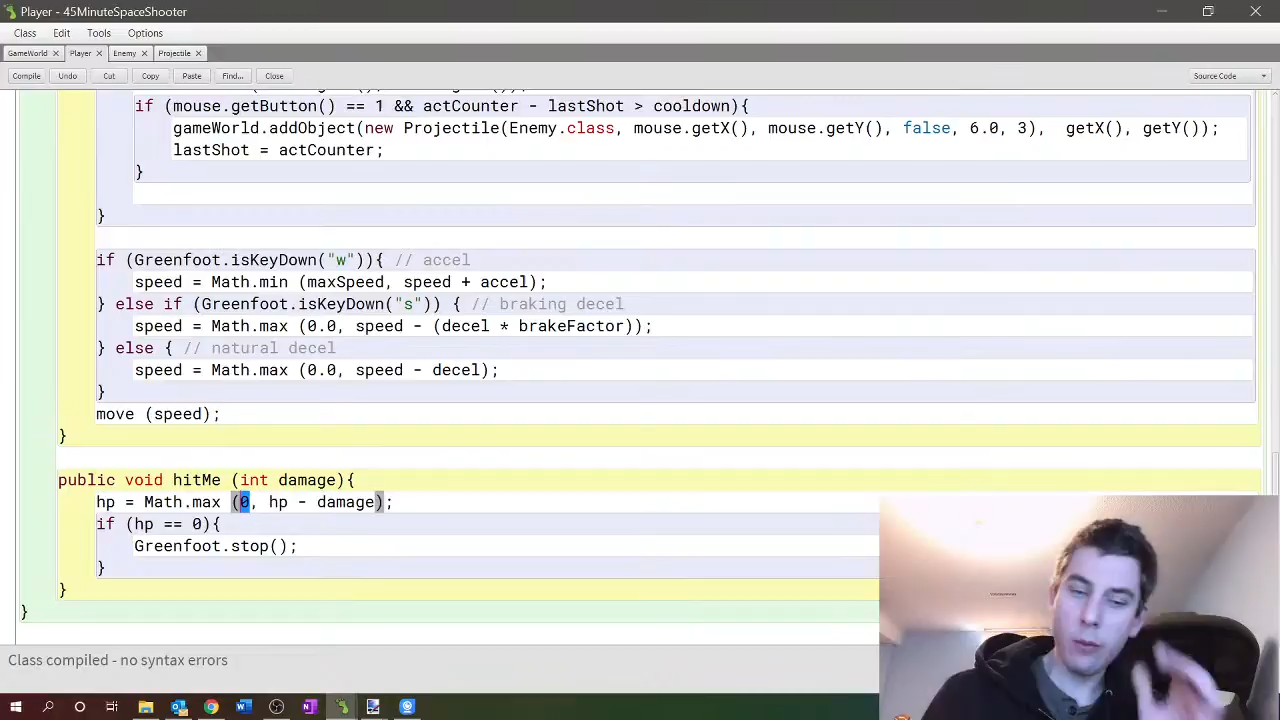 Player - 45MinuteSpaceShooter
Class Edit Tools Options
GameWorld × Player × Enemy × Projectile ×
Compile Undo Cut Copy Paste Find... Close Source Code
if (mouse.getButton() == 1 && actCounter - lastShot > cooldown){
gameWorld.addObject(new Projectile(Enemy.class, mouse.getX(), mouse.getY(), false, 6.0, 3), getX(), getY());
lastShot = actCounter;
}
}
if (Greenfoot.isKeyDown("w")){ // accel
speed = Math.min (maxSpeed, speed + accel);
} else if (Greenfoot.isKeyDown("s")) { // braking decel
speed = Math.max (0.0, speed - (decel * brakeFactor));
} else { // natural decel
speed = Math.max (0.0, speed - decel);
}
move (speed);
}
public void hitMe (int damage){
hp = Math.max (0, hp - damage);
if (hp == 0){
Greenfoot.stop();
}
}
}
Class compiled - no syntax errors